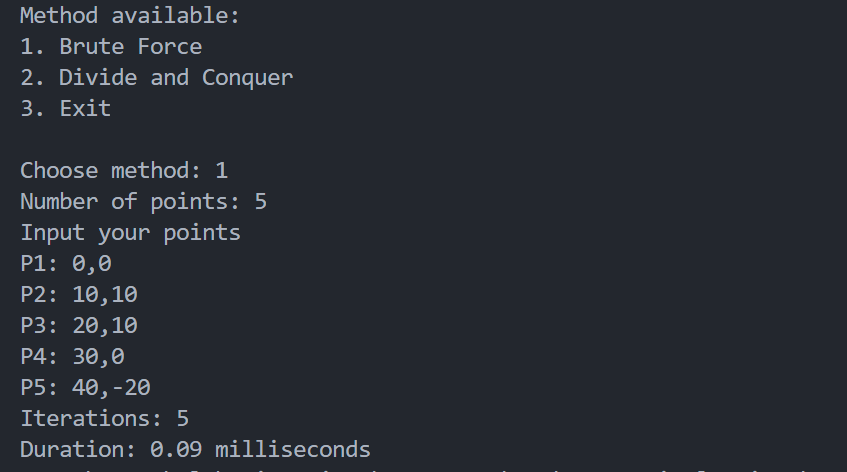 Method available:
1. Brute Force
2. Divide and Conquer
3. Exit
Choose method: 1
Number of points: 5
Input your points
P1: 0,0
P2: 10,10
P3: 20,10
P4: 30,0
P5: 40,-20
Iterations: 5
Duration: 0.09 milliseconds